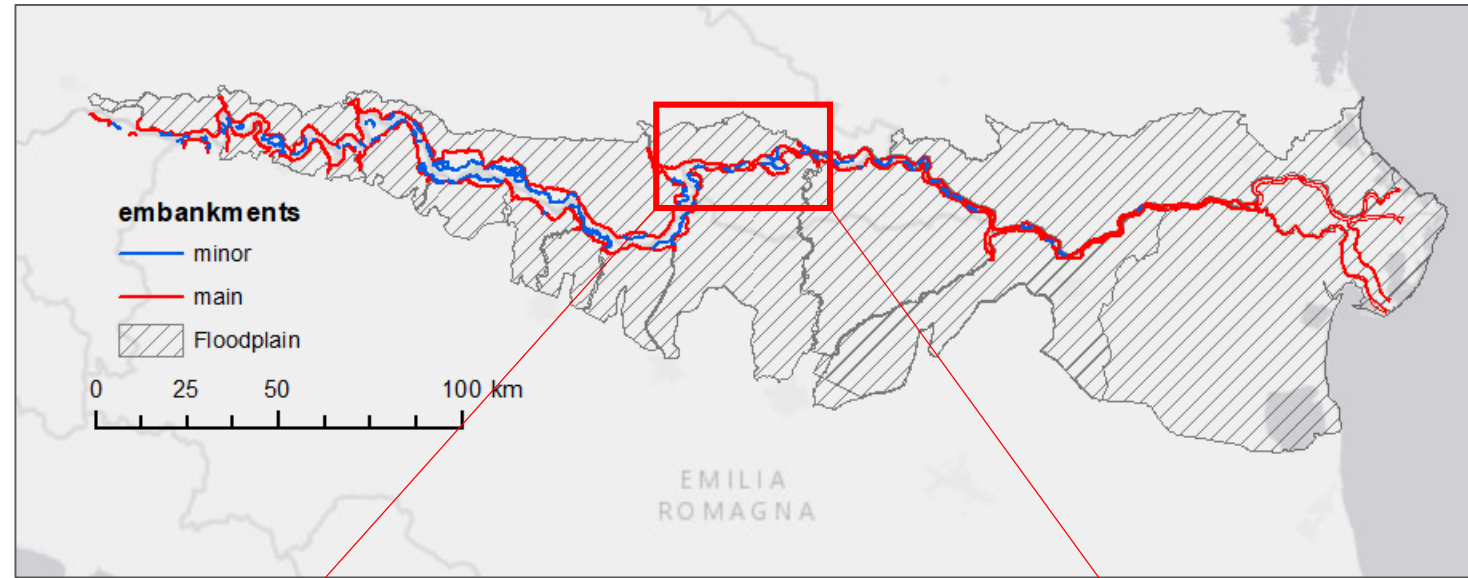 embankments
minor
main
Floodplain
0 25 50 100 km
EMILIA
ROMAGNA